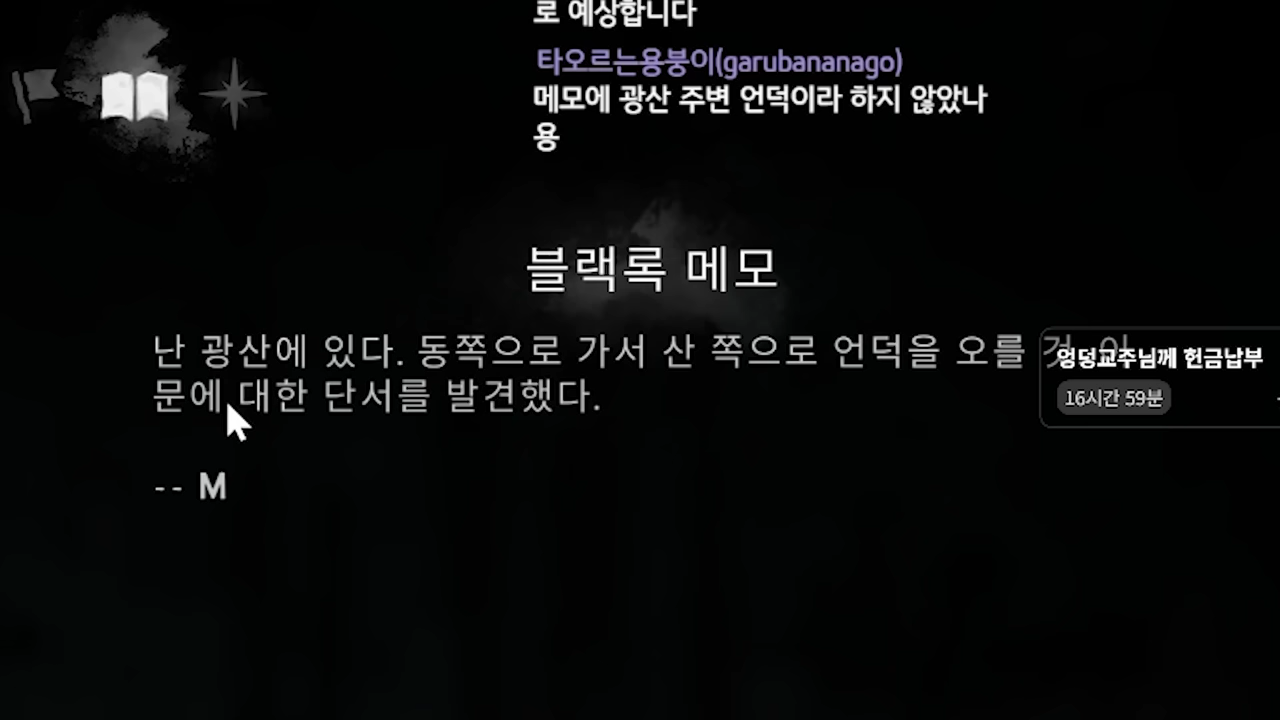 로 예상합니다
타오르는용붕이(garubananago)
메모에 광산 주변 언덕이라 하지 않았나
용
블랙록 메모
난 광산에 있다. 동쪽으로 가서 산 쪽으로 언덕을 오를
문에 대한 단서를 발견했다.
-- M
엉덩교주님께 헌금납부
16시간 59분